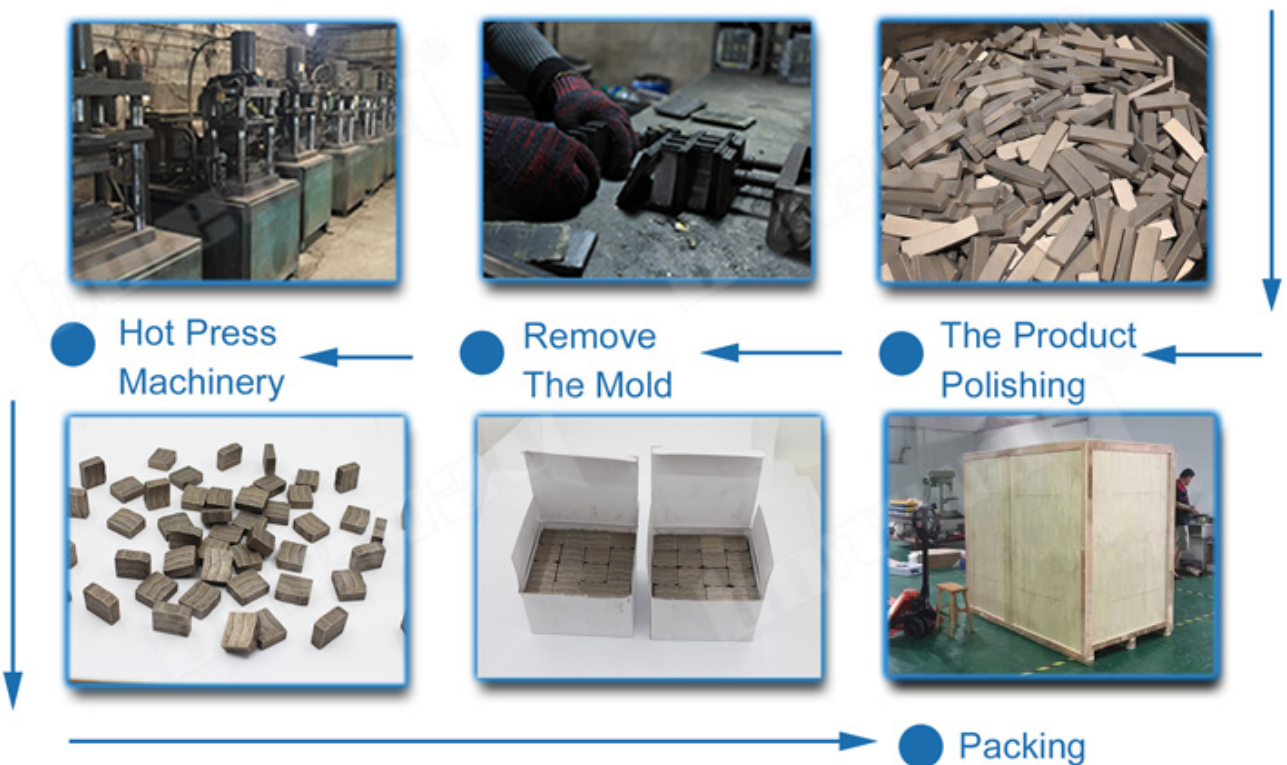 Hot Press
Machinery
Remove
The Mold
The Product
Polishing
Packing